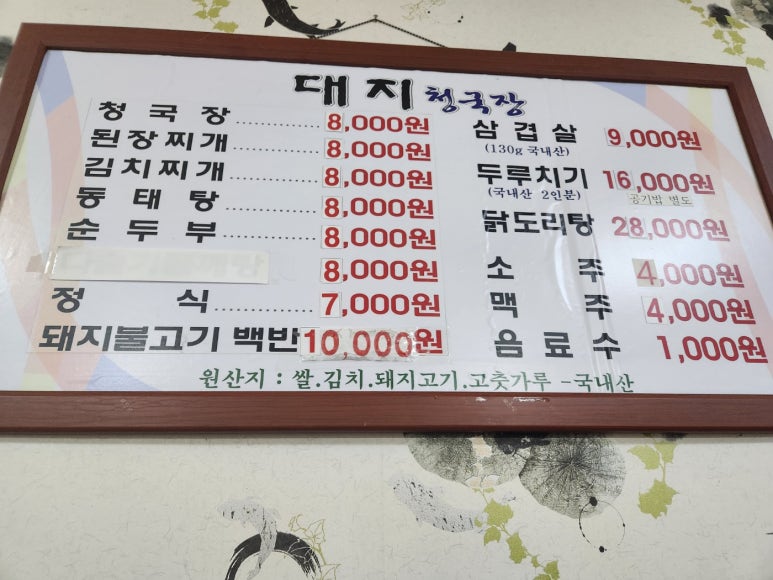 대지 청국장
청국장 .............. 8,000원
된장찌개 .............. 8,000원
김치찌개 .............. 8,000원
동태탕 .............. 8,000원
순두부 .............. 8,000원
8,000원
정식 .............. 7,000원
돼지불고기 백반 10,000원
삼겹살 9,000원
(130g 국내산)
두루치기 16,000원
(국내산 2인분) 공기밥 별도
닭도리탕 28,000원
소주 4,000원
맥주 4,000원
음료수 1,000원
원산지 : 쌀.김치.돼지고기.고춧가루 -국내산